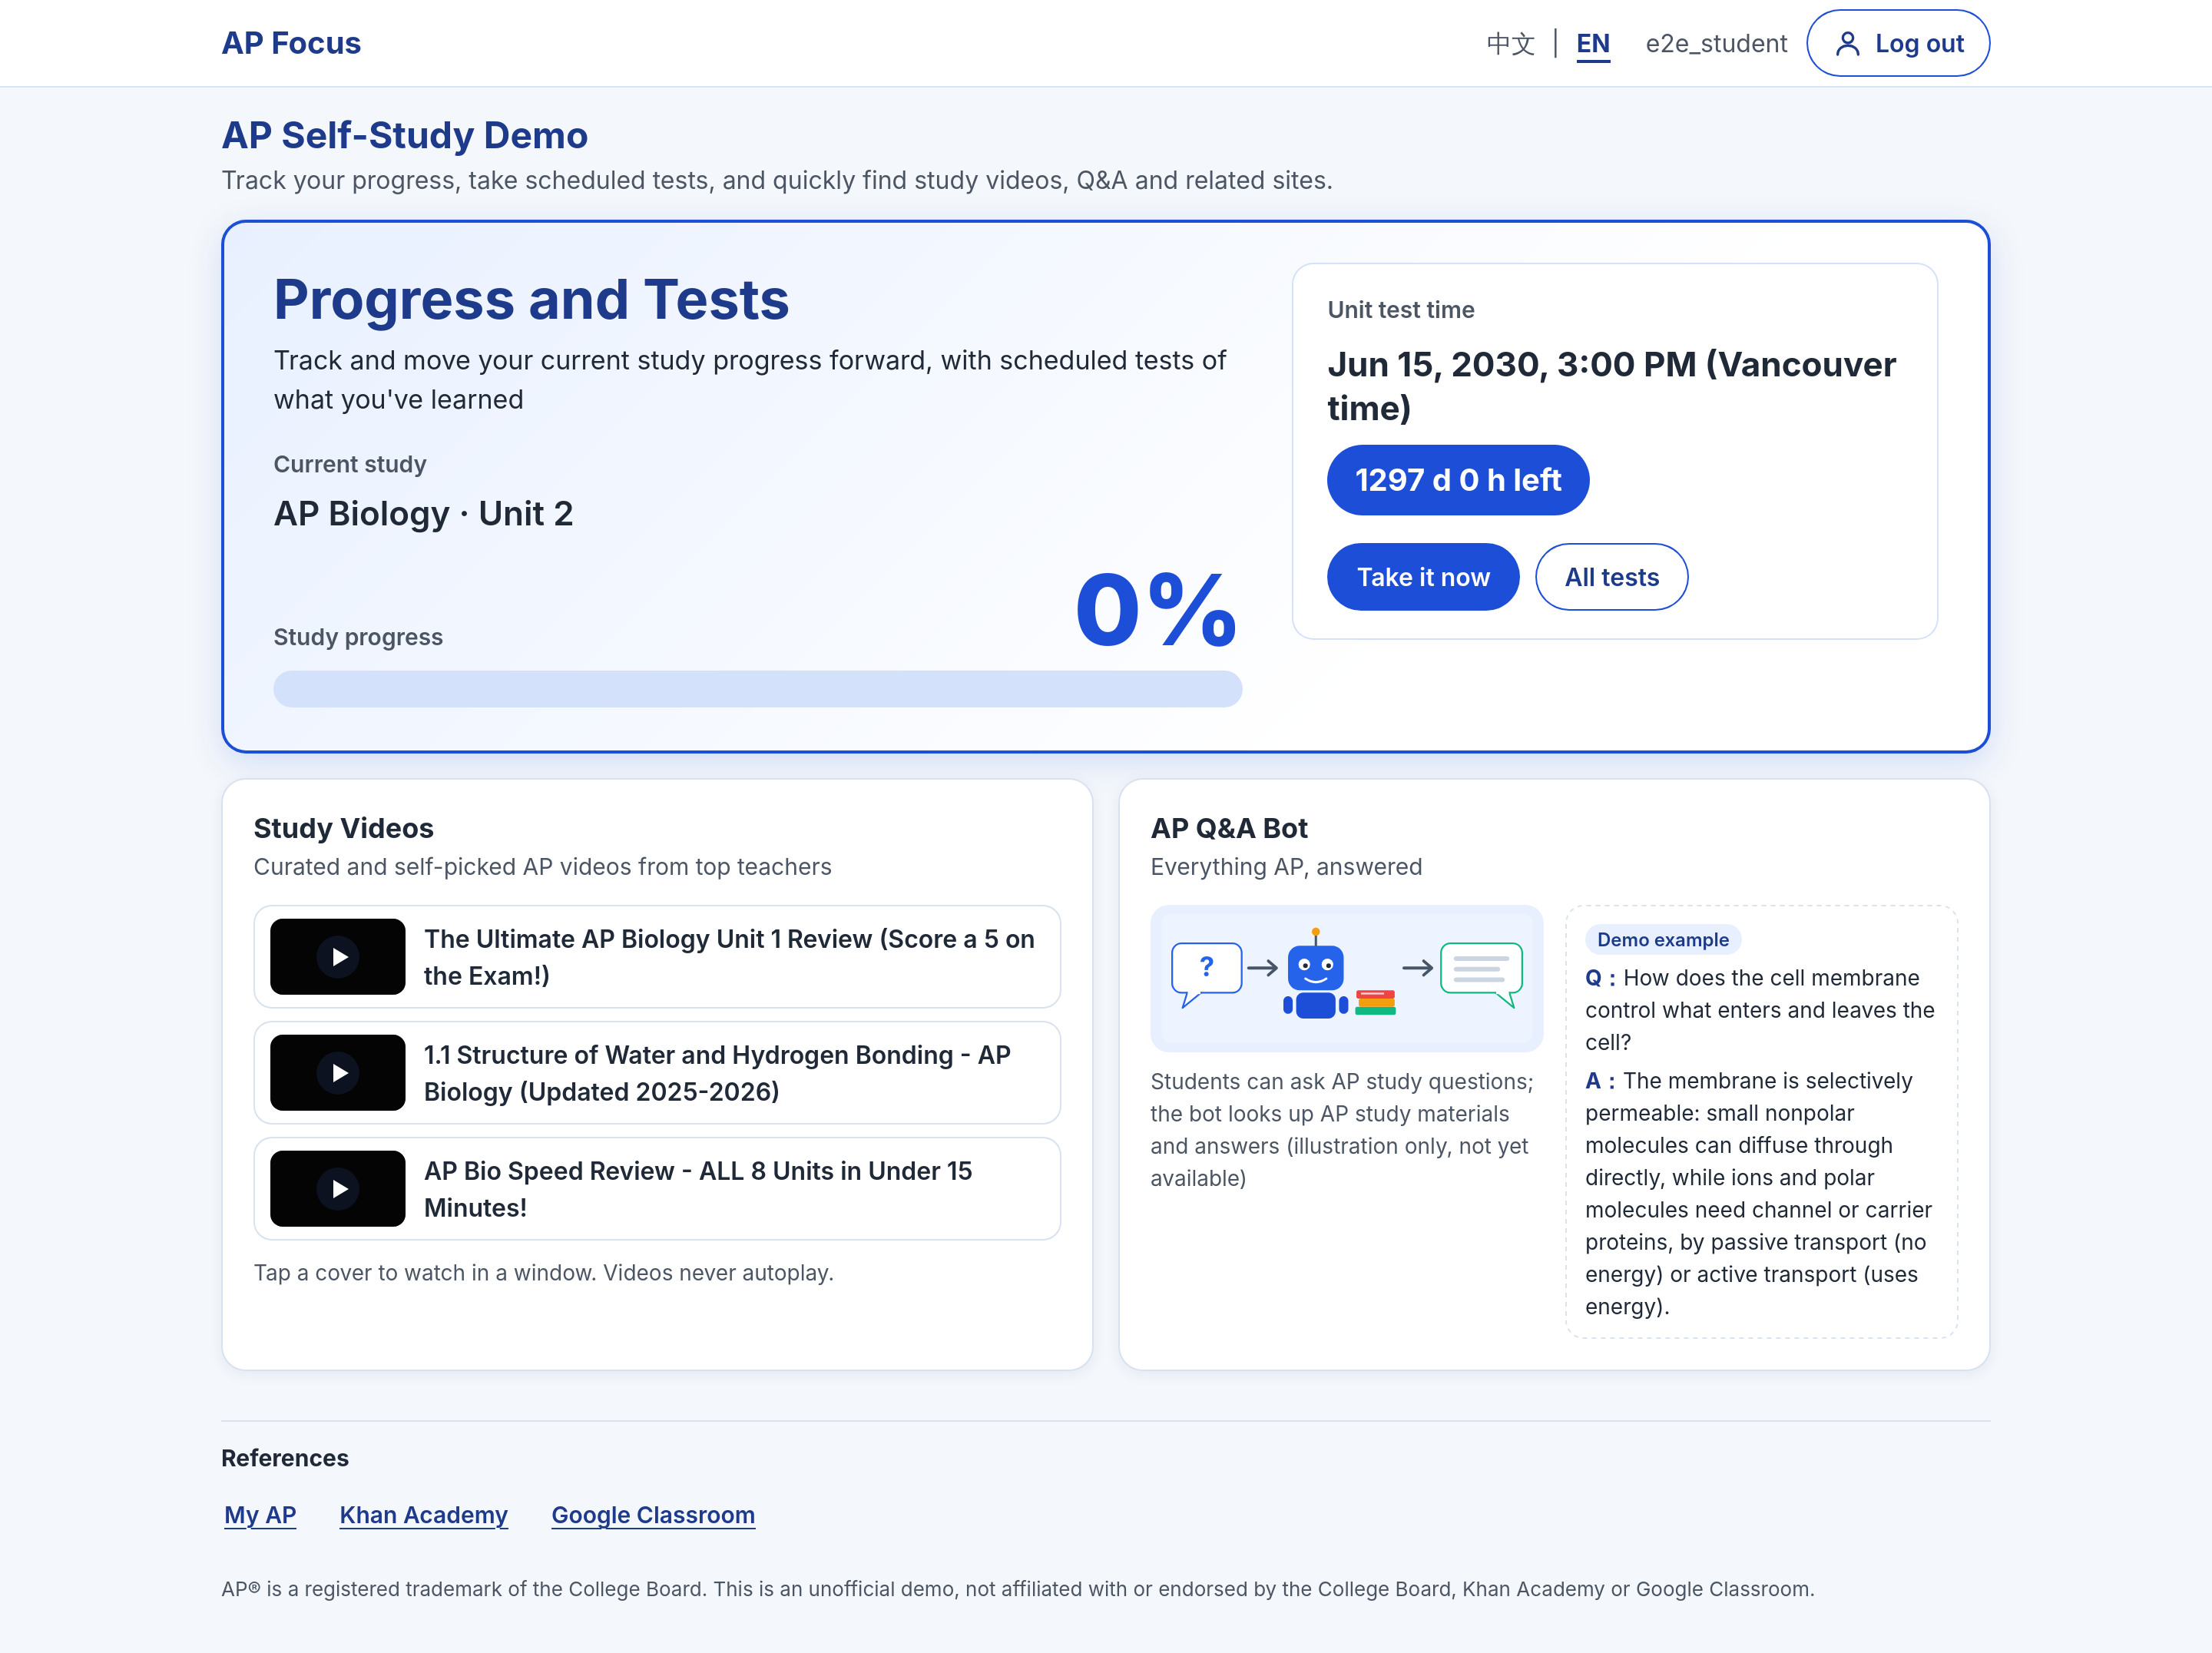 AP Focus
中文 | EN e2e_student Log out
AP Self-Study Demo
Track your progress, take scheduled tests, and quickly find study videos, Q&A and related sites.
Progress and Tests
Track and move your current study progress forward, with scheduled tests of
what you've learned
Current study
AP Biology · Unit 2
Study progress
0%
Unit test time
Jun 15, 2030, 3:00 PM (Vancouver
time)
1297 d 0 h left
Take it now
All tests
Study Videos
Curated and self-picked AP videos from top teachers
The Ultimate AP Biology Unit 1 Review (Score a 5 on
the Exam!)
1.1 Structure of Water and Hydrogen Bonding - AP
Biology (Updated 2025-2026)
AP Bio Speed Review - ALL 8 Units in Under 15
Minutes!
Tap a cover to watch in a window. Videos never autoplay.
AP Q&A Bot
Everything AP, answered
?
Students can ask AP study questions;
the bot looks up AP study materials
and answers (illustration only, not yet
available)
Demo example
Q：How does the cell membrane
control what enters and leaves the
cell?
A：The membrane is selectively
permeable: small nonpolar
molecules can diffuse through
directly, while ions and polar
molecules need channel or carrier
proteins, by passive transport (no
energy) or active transport (uses
energy).
References
My AP
Khan Academy
Google Classroom
AP® is a registered trademark of the College Board. This is an unofficial demo, not affiliated with or endorsed by the College Board, Khan Academy or Google Classroom.